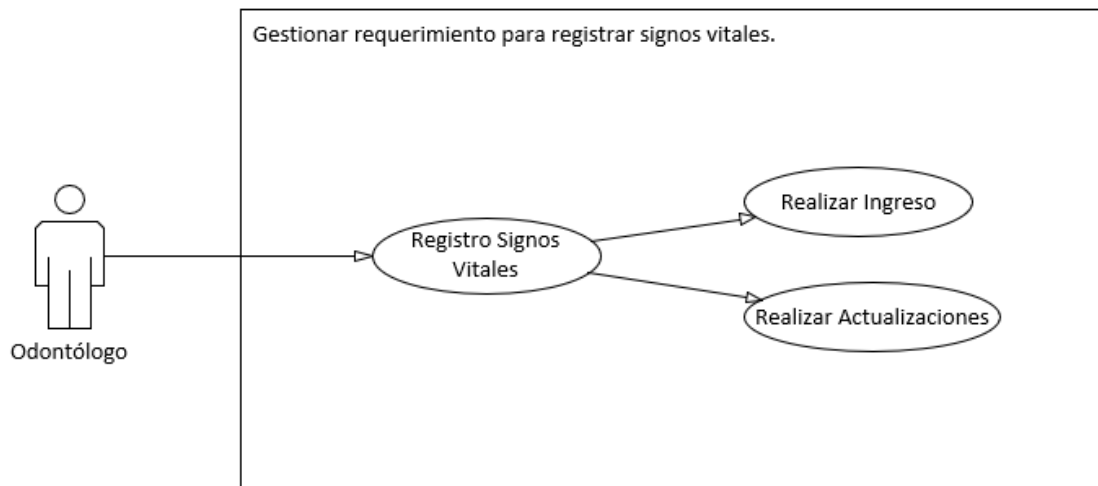 Gestionar requerimiento para registrar signos vitales.
Realizar Ingreso
Registro Signos
Vitales
Realizar Actualizaciones
Odontólogo